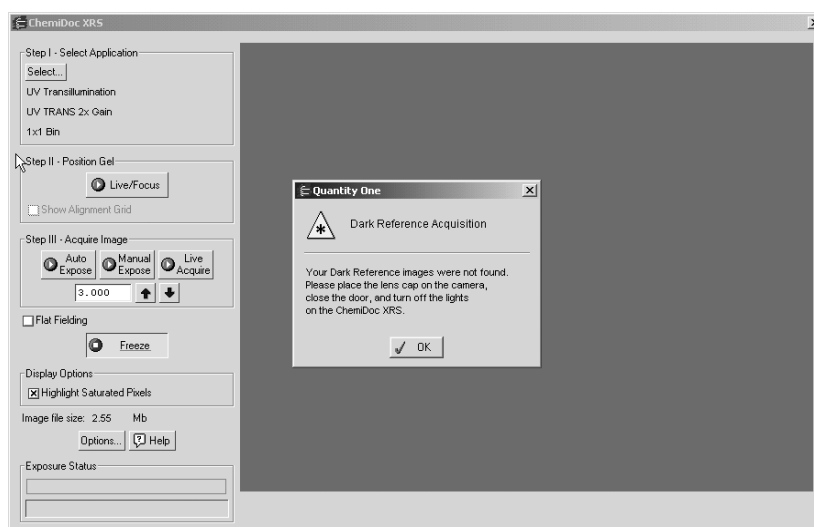 ChemiDoc XRS
Step I - Select Application
Select...
UV Transillumination
UV TRANS 2x Gain
1x1 Bin
Step II - Position Gel
Live/Focus
Show Alignment Grid
Step III - Acquire Image
Auto Expose
Manual Expose
Live Acquire
3.000
Flat Fielding
Freeze
Display Options
Highlight Saturated Pixels
Image file size: 2.55 Mb
Options...
Help
Exposure Status
Quantity One
Dark Reference Acquisition
Your Dark Reference images were not found.
Please place the lens cap on the camera,
close the door, and turn off the lights
on the ChemiDoc XRS.
OK